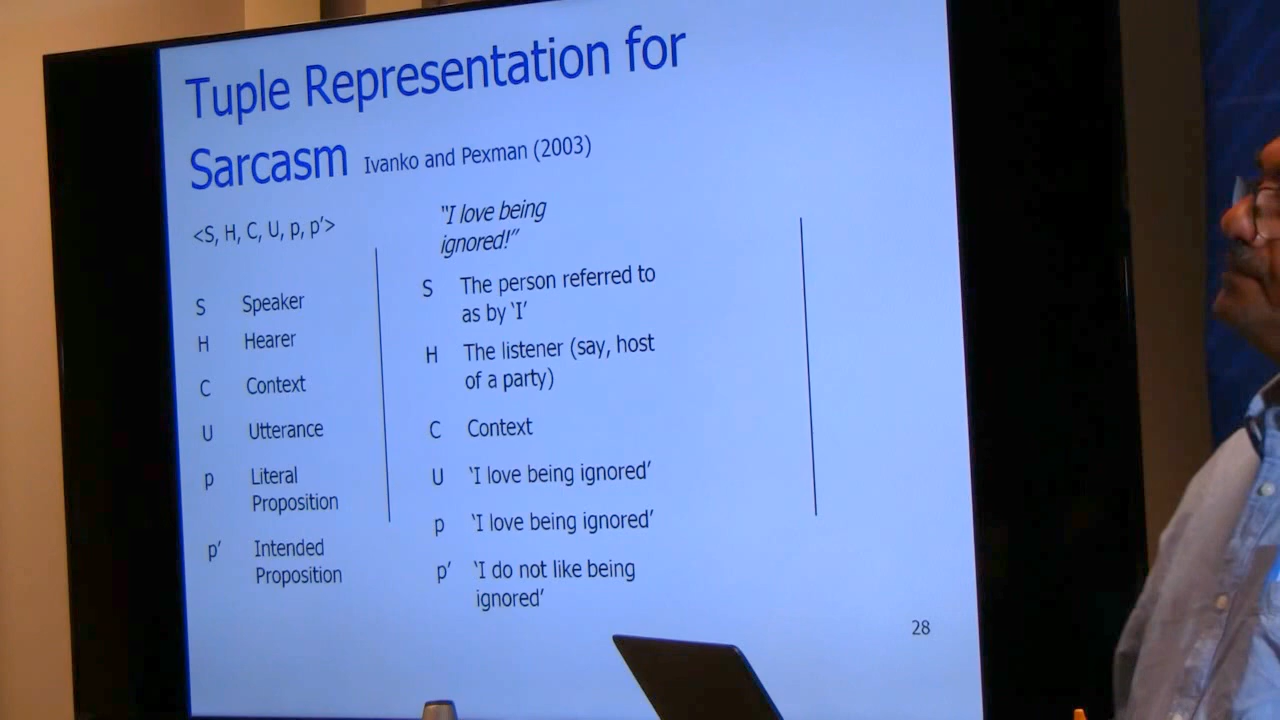 Tuple Representation for
Sarcasm Ivanko and Pexman (2003)
<S, H, C, U, p, p′>
S Speaker
H Hearer
C Context
U Utterance
p Literal
Proposition
p′ Intended
Proposition
“I love being
ignored!”
S The person referred to
as by ‘I’
H The listener (say, host
of a party)
C Context
U ‘I love being ignored’
p ‘I love being ignored’
p′ ‘I do not like being
ignored’
28